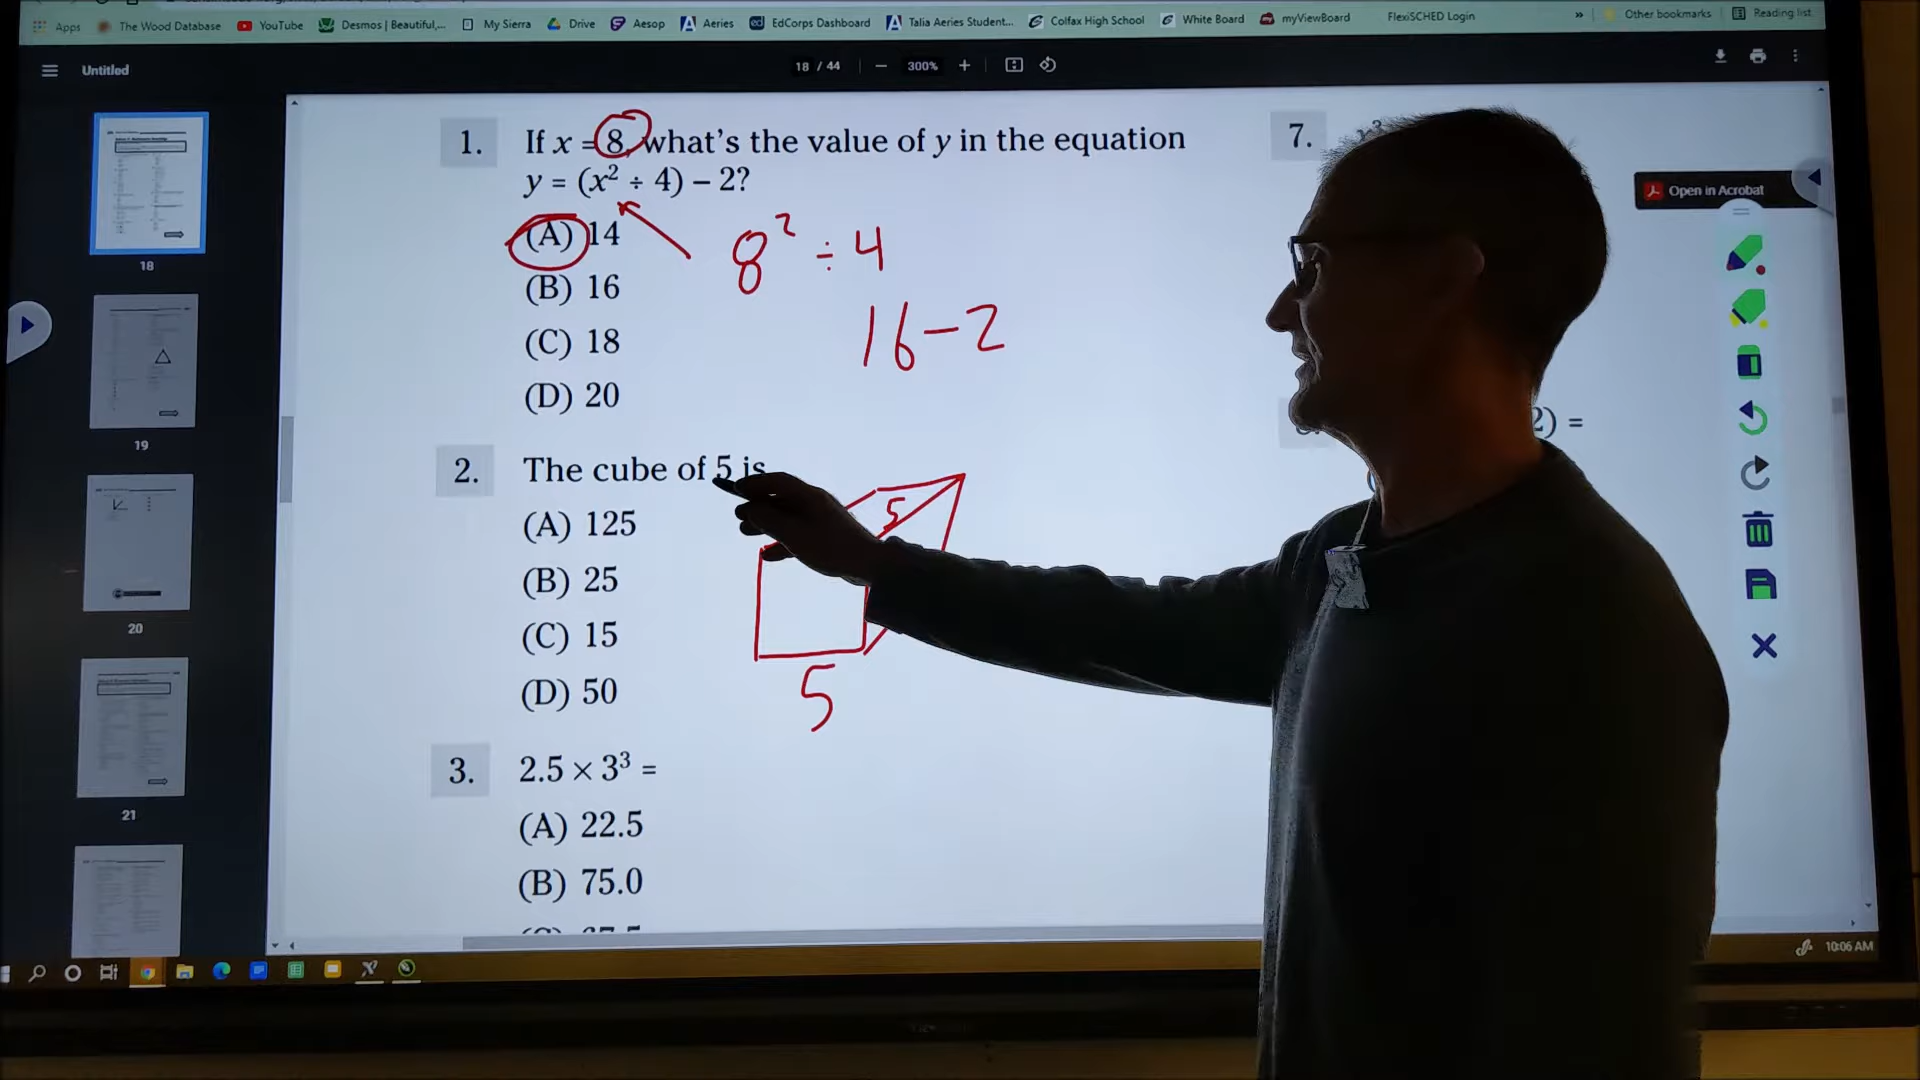 Apps The Wood Database YouTube Desmos | Beautiful,... My Sierra Drive Aesop Aeries EdCorps Dashboard Talia Aeries Student... Colfax High School White Board myViewBoard FlexiSCHED Login » Other bookmarks Reading list
Untitled 18 / 44 − 300% +
Open in Acrobat
18
19
20
21
1. If x = 8, what's the value of y in the equation
y = (x² ÷ 4) – 2?
(A) 14
(B) 16
(C) 18
(D) 20
8² ÷ 4
16 – 2
2. The cube of 5 is
(A) 125
(B) 25
(C) 15
(D) 50
5
5
3. 2.5 × 3³ =
(A) 22.5
(B) 75.0
7.
2) =
10:06 AM